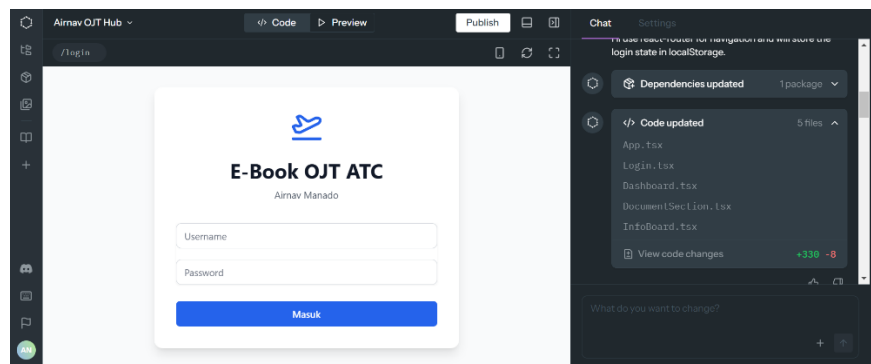 Airnav OJT Hub
</> Code
Preview
Publish
Chat
Settings
/login
I'll use react-router for navigation and will store the
login state in localStorage.
Dependencies updated
1 package
</> Code updated
5 files
App.tsx
Login.tsx
Dashboard.tsx
DocumentSection.tsx
InfoBoard.tsx
View code changes
+330 -8
E-Book OJT ATC
Airnav Manado
Username
Password
Masuk
What do you want to change?
AN